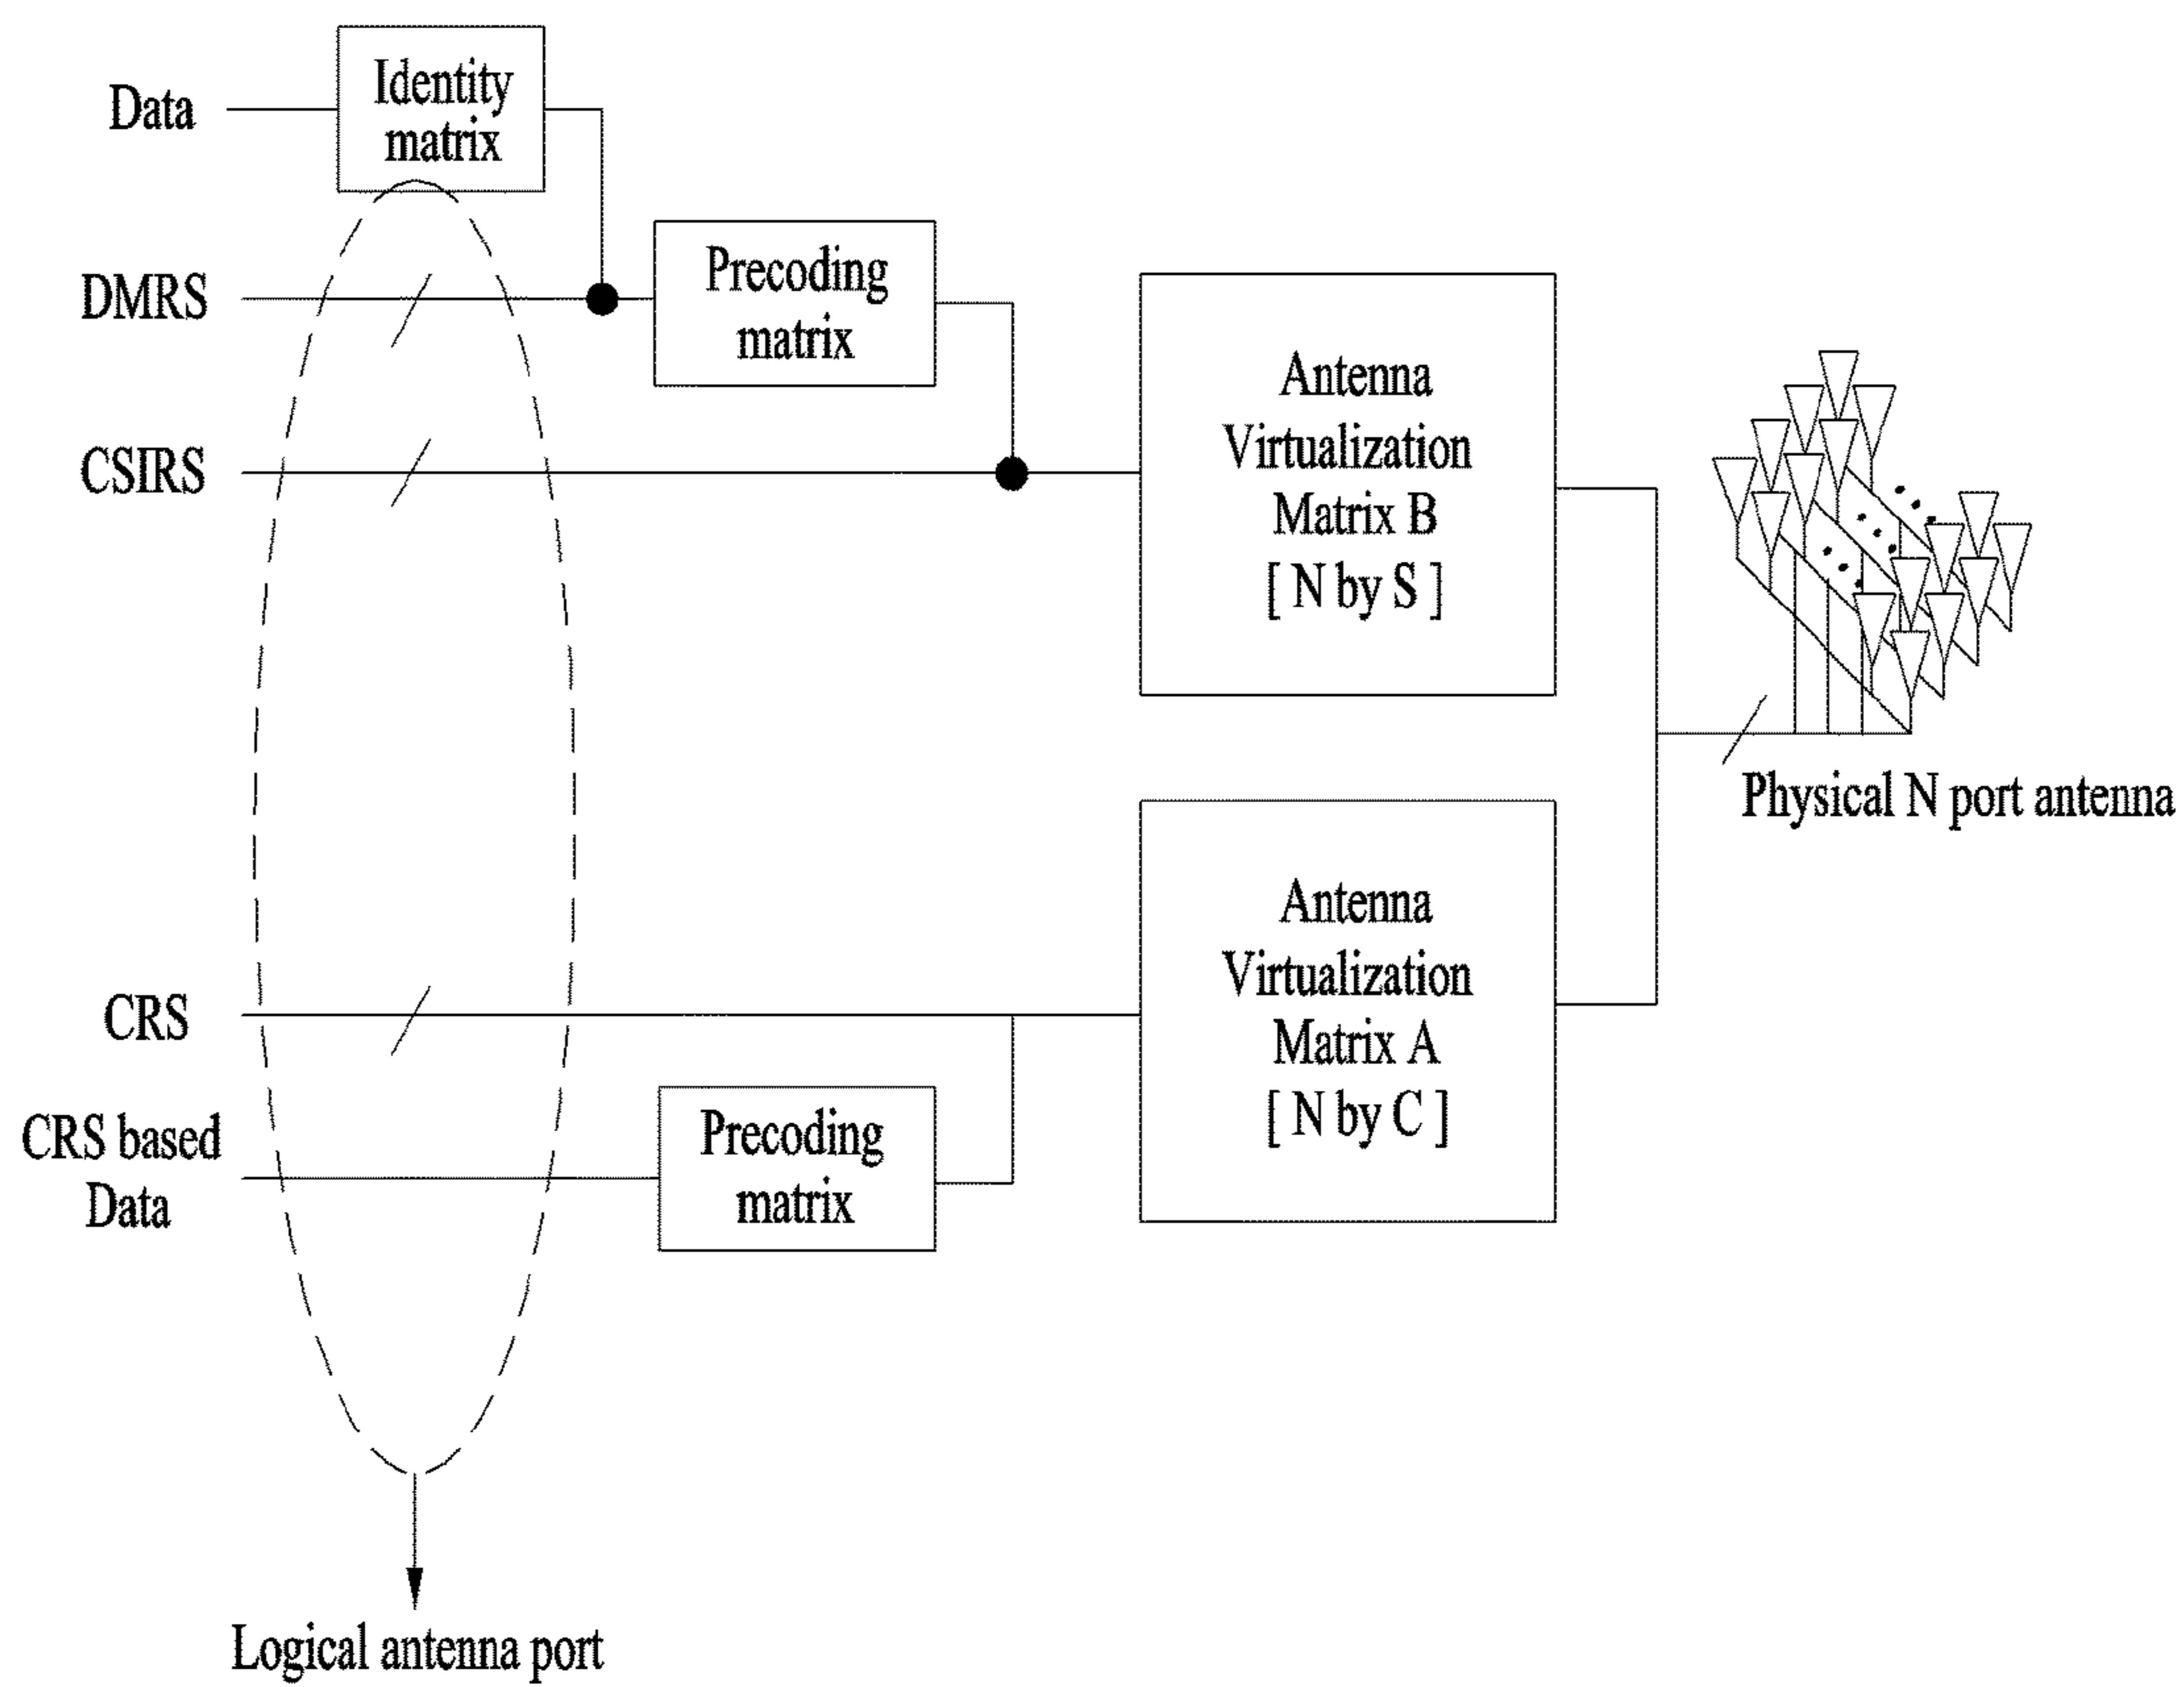 Data
Identity
matrix
DMRS
Precoding
matrix
CSIRS
Antenna
Virtualization
Matrix B
[ N by S ]
Physical N port antenna
CRS
Antenna
Virtualization
Matrix A
[ N by C ]
CRS based
Data
Precoding
matrix
Logical antenna port